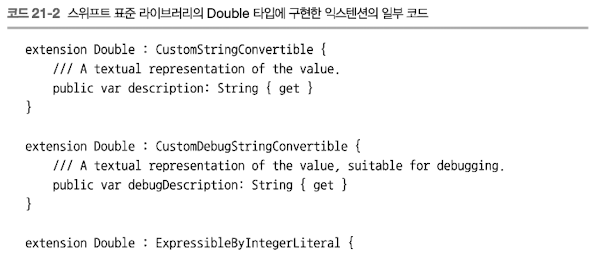 코드 21-2 스위프트 표준 라이브러리의 Double 타입에 구현한 익스텐션의 일부 코드
extension Double : CustomStringConvertible {
    /// A textual representation of the value.
    public var description: String { get }
}
extension Double : CustomDebugStringConvertible {
    /// A textual representation of the value, suitable for debugging.
    public var debugDescription: String { get }
}
extension Double : ExpressibleByIntegerLiteral {